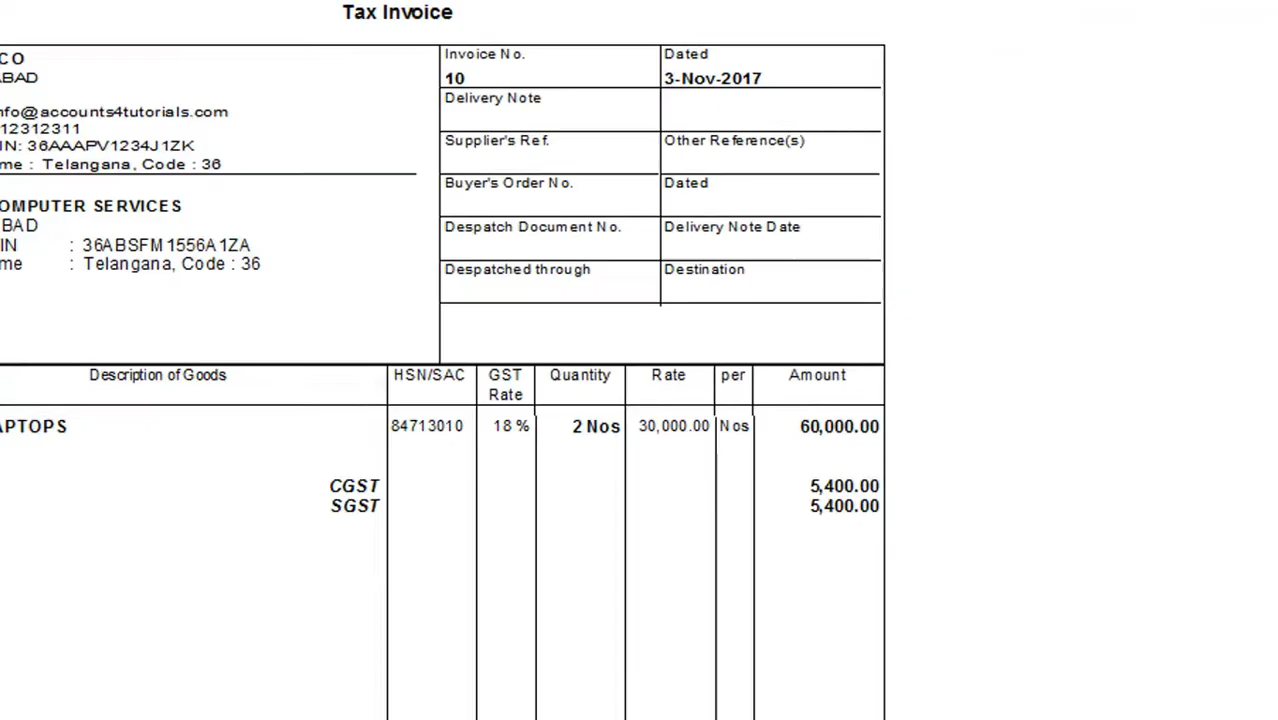 Tax Invoice
CO
ABAD
nfo@accounts4tutorials.com
12312311
IN: 36AAAPV1234J1ZK
me : Telangana, Code : 36
OMPUTER SERVICES
BAD
IN : 36ABSFM1556A1ZA
me : Telangana, Code : 36
Invoice No. Dated
10 3-Nov-2017
Delivery Note
Supplier's Ref. Other Reference(s)
Buyer's Order No. Dated
Despatch Document No. Delivery Note Date
Despatched through Destination
Description of Goods HSN/SAC GST Rate Quantity Rate per Amount
APTOPS 84713010 18 % 2 Nos 30,000.00 Nos 60,000.00
CGST 5,400.00
SGST 5,400.00